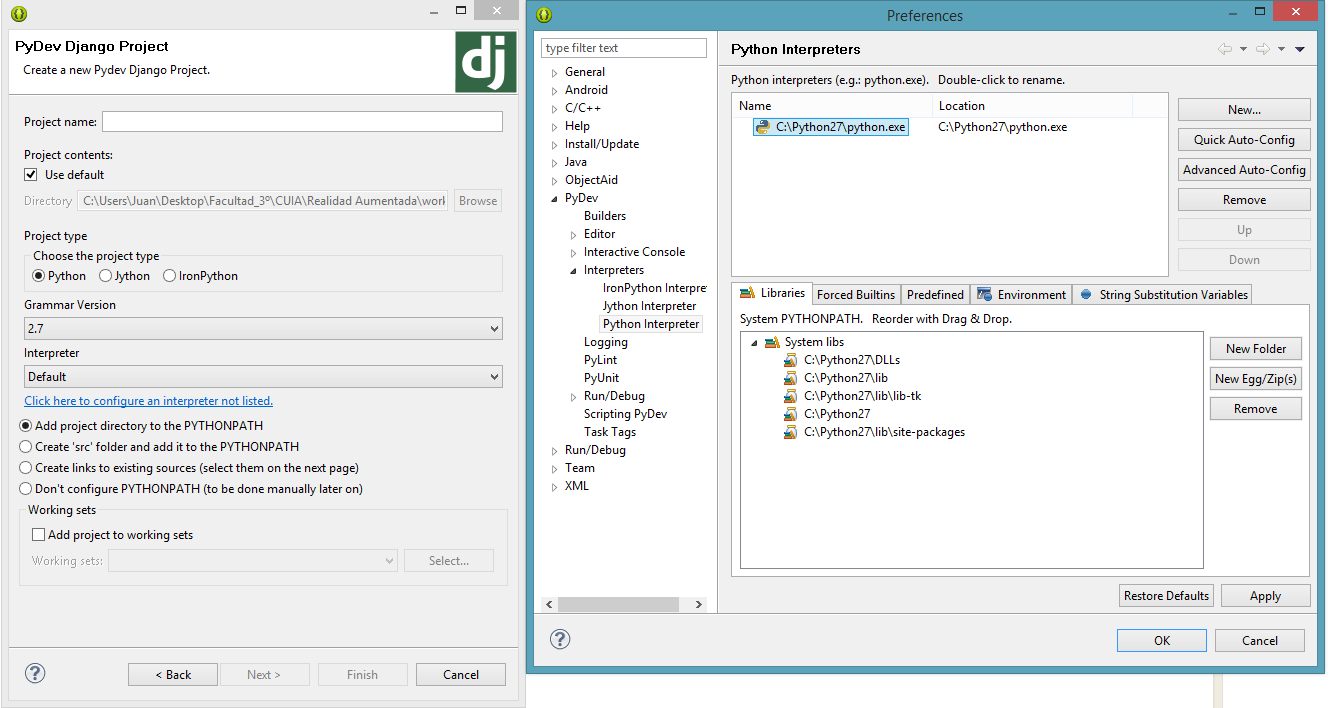 PyDev Django Project
Create a new Pydev Django Project.
dj
Project name:
Project contents:
Use default
Directory C:\Users\Juan\Desktop\Facultad_3º\CUIA\Realidad Aumentada\worl Browse
Project type
Choose the project type
Python Jython IronPython
Grammar Version
2.7
Interpreter
Default
Click here to configure an interpreter not listed.
Add project directory to the PYTHONPATH
Create 'src' folder and add it to the PYTHONPATH
Create links to existing sources (select them on the next page)
Don't configure PYTHONPATH (to be done manually later on)
Working sets
Add project to working sets
Working sets: Select...
? < Back Next > Finish Cancel
Preferences
type filter text
General
Android
C/C++
Help
Install/Update
Java
ObjectAid
PyDev
Builders
Editor
Interactive Console
Interpreters
IronPython Interpre
Jython Interpreter
Python Interpreter
Logging
PyLint
PyUnit
Run/Debug
Scripting PyDev
Task Tags
Run/Debug
Team
XML
Python Interpreters
Python interpreters (e.g.: python.exe). Double-click to rename.
Name Location
C:\Python27\python.exe C:\Python27\python.exe
New...
Quick Auto-Config
Advanced Auto-Config
Remove
Up
Down
Libraries Forced Builtins Predefined Environment String Substitution Variables
System PYTHONPATH. Reorder with Drag & Drop.
System libs
C:\Python27\DLLs
C:\Python27\lib
C:\Python27\lib\lib-tk
C:\Python27
C:\Python27\lib\site-packages
New Folder
New Egg/Zip(s)
Remove
Restore Defaults Apply
? OK Cancel